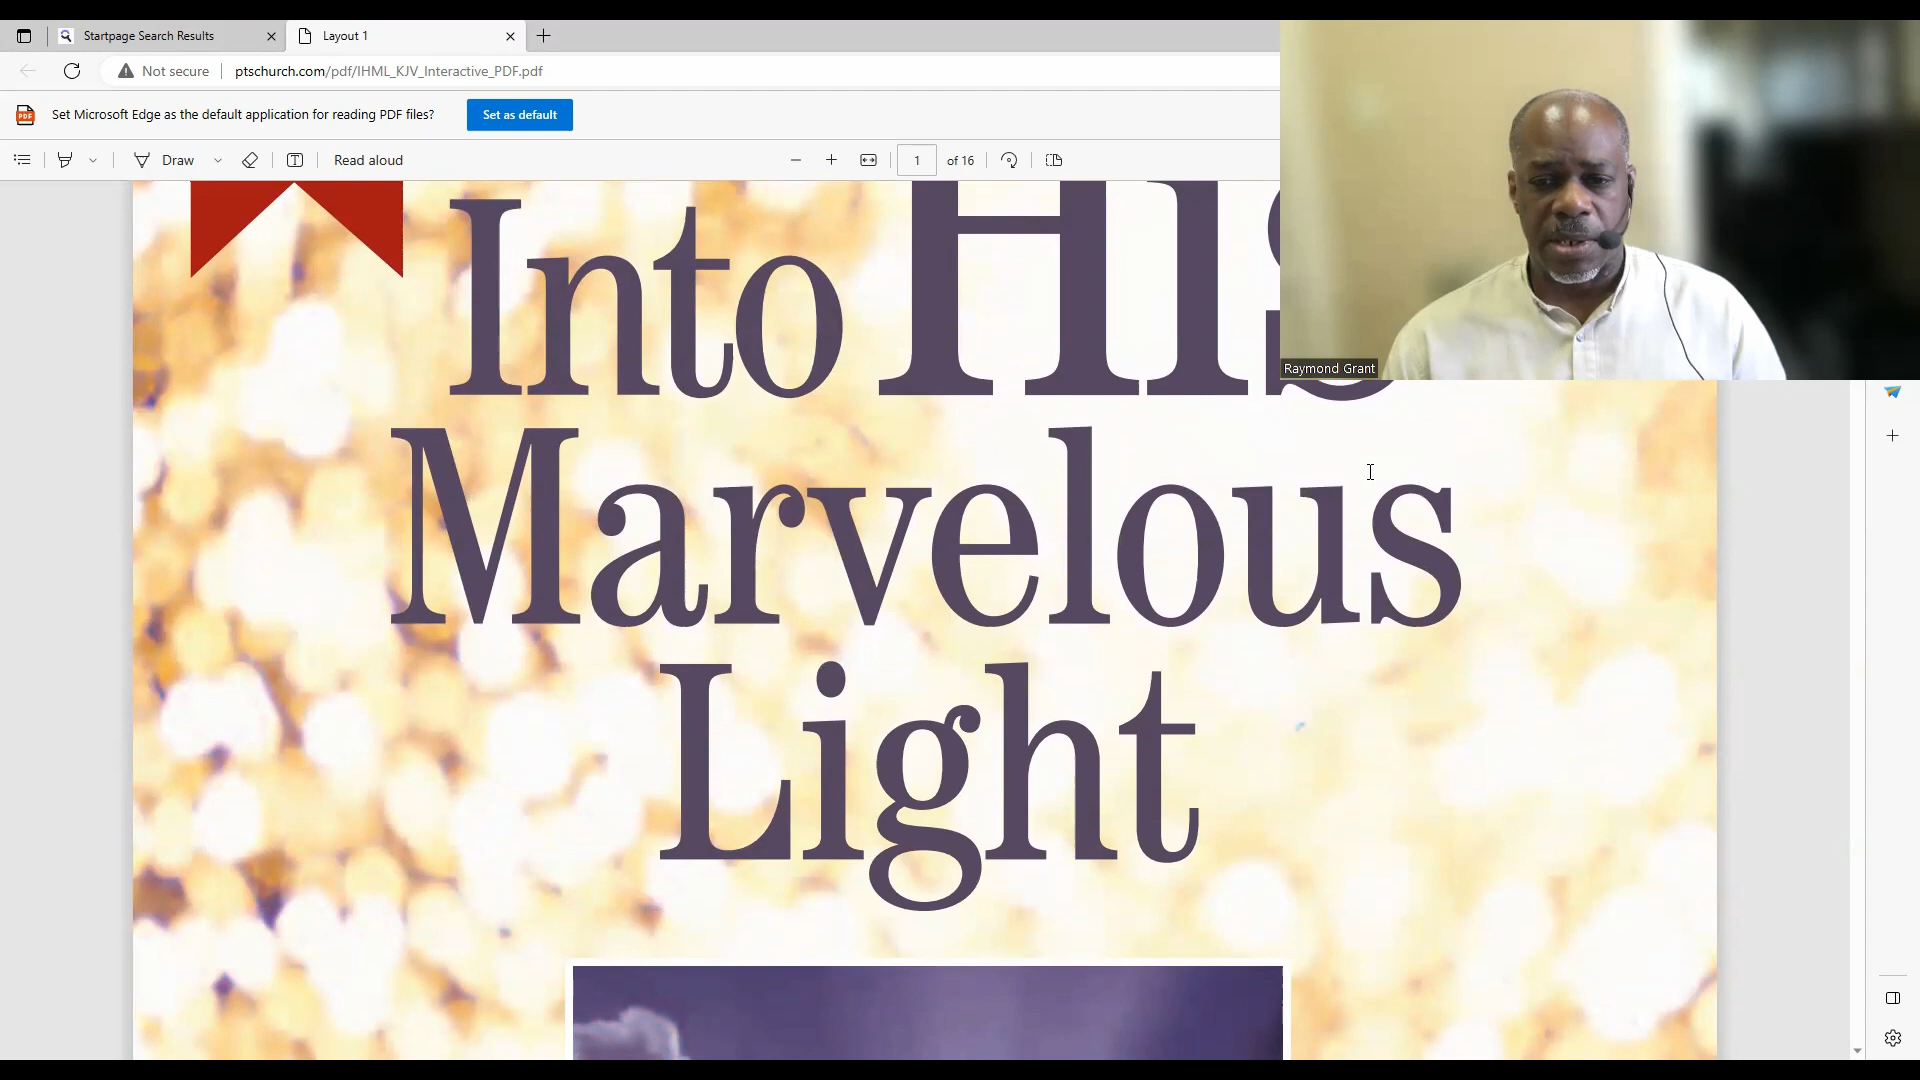 Startpage Search Results
Layout 1
Not secure
ptschurch.com/pdf/IHML_KJV_Interactive_PDF.pdf
Set Microsoft Edge as the default application for reading PDF files?
Set as default
Draw
Read aloud
1 of 16
Into His
Marvelous
Light
Raymond Grant